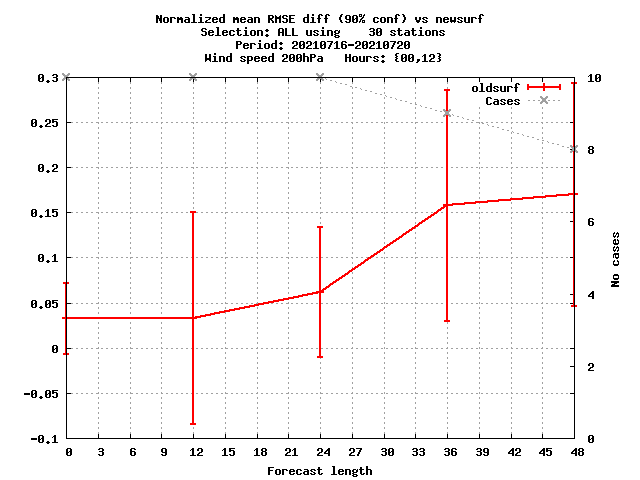 Normalized mean RMSE diff (90% conf) vs newsurf
Selection: ALL using    30 stations
Period: 20210716-20210720
Wind speed 200hPa   Hours: {00,12}
oldsurf
Cases
0.3
0.25
0.2
0.15
0.1
0.05
0
-0.05
-0.1
10
8
6
4
2
0
No cases
0 3 6 9 12 15 18 21 24 27 30 33 36 39 42 45 48
Forecast length